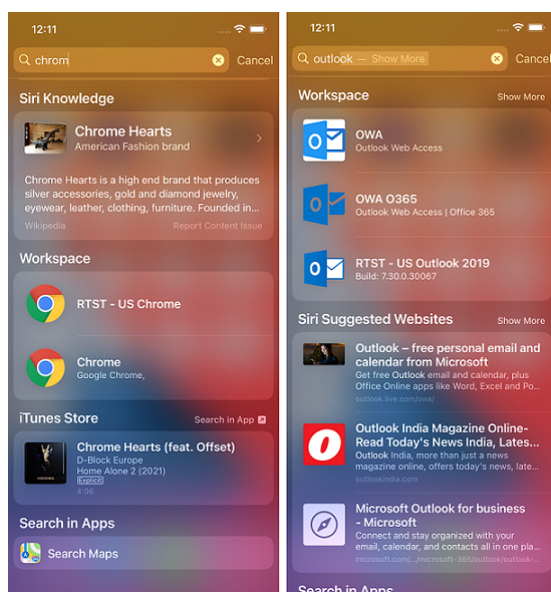 12:11
chrom
Cancel
Siri Knowledge
Chrome Hearts
American Fashion brand
Chrome Hearts is a high end brand that produces
silver accessories, gold and diamond jewelry,
eyewear, leather, clothing, furniture. Founded in...
Wikipedia
Report Content Issue
Workspace
RTST - US Chrome
Chrome
Google Chrome,
iTunes Store
Search in App
Chrome Hearts (feat. Offset)
D-Block Europe
Home Alone 2 (2021)
Explicit
4:06
Search in Apps
Search Maps
12:11
outlook — Show More
Cancel
Workspace
Show More
OWA
Outlook Web Access
OWA O365
Outlook Web Access | Office 365
RTST - US Outlook 2019
Build: 7.30.0.30067
Siri Suggested Websites
Show More
Outlook – free personal email and
calendar from Microsoft
Get free Outlook email and calendar, plus
Office Online apps like Word, Excel and Po...
outlook.live.com/owa/
Outlook India Magazine Online-
Read Today's News India, Lates...
Outlook India, more than just a news
magazine online, offers today's news, late...
outlookindia.com
Microsoft Outlook for business
- Microsoft
Connect and stay organized with your
email, calendar, and contacts all in one pla...
microsoft.com/.../microsoft-365/outlook/outlook-...
Search in Apps